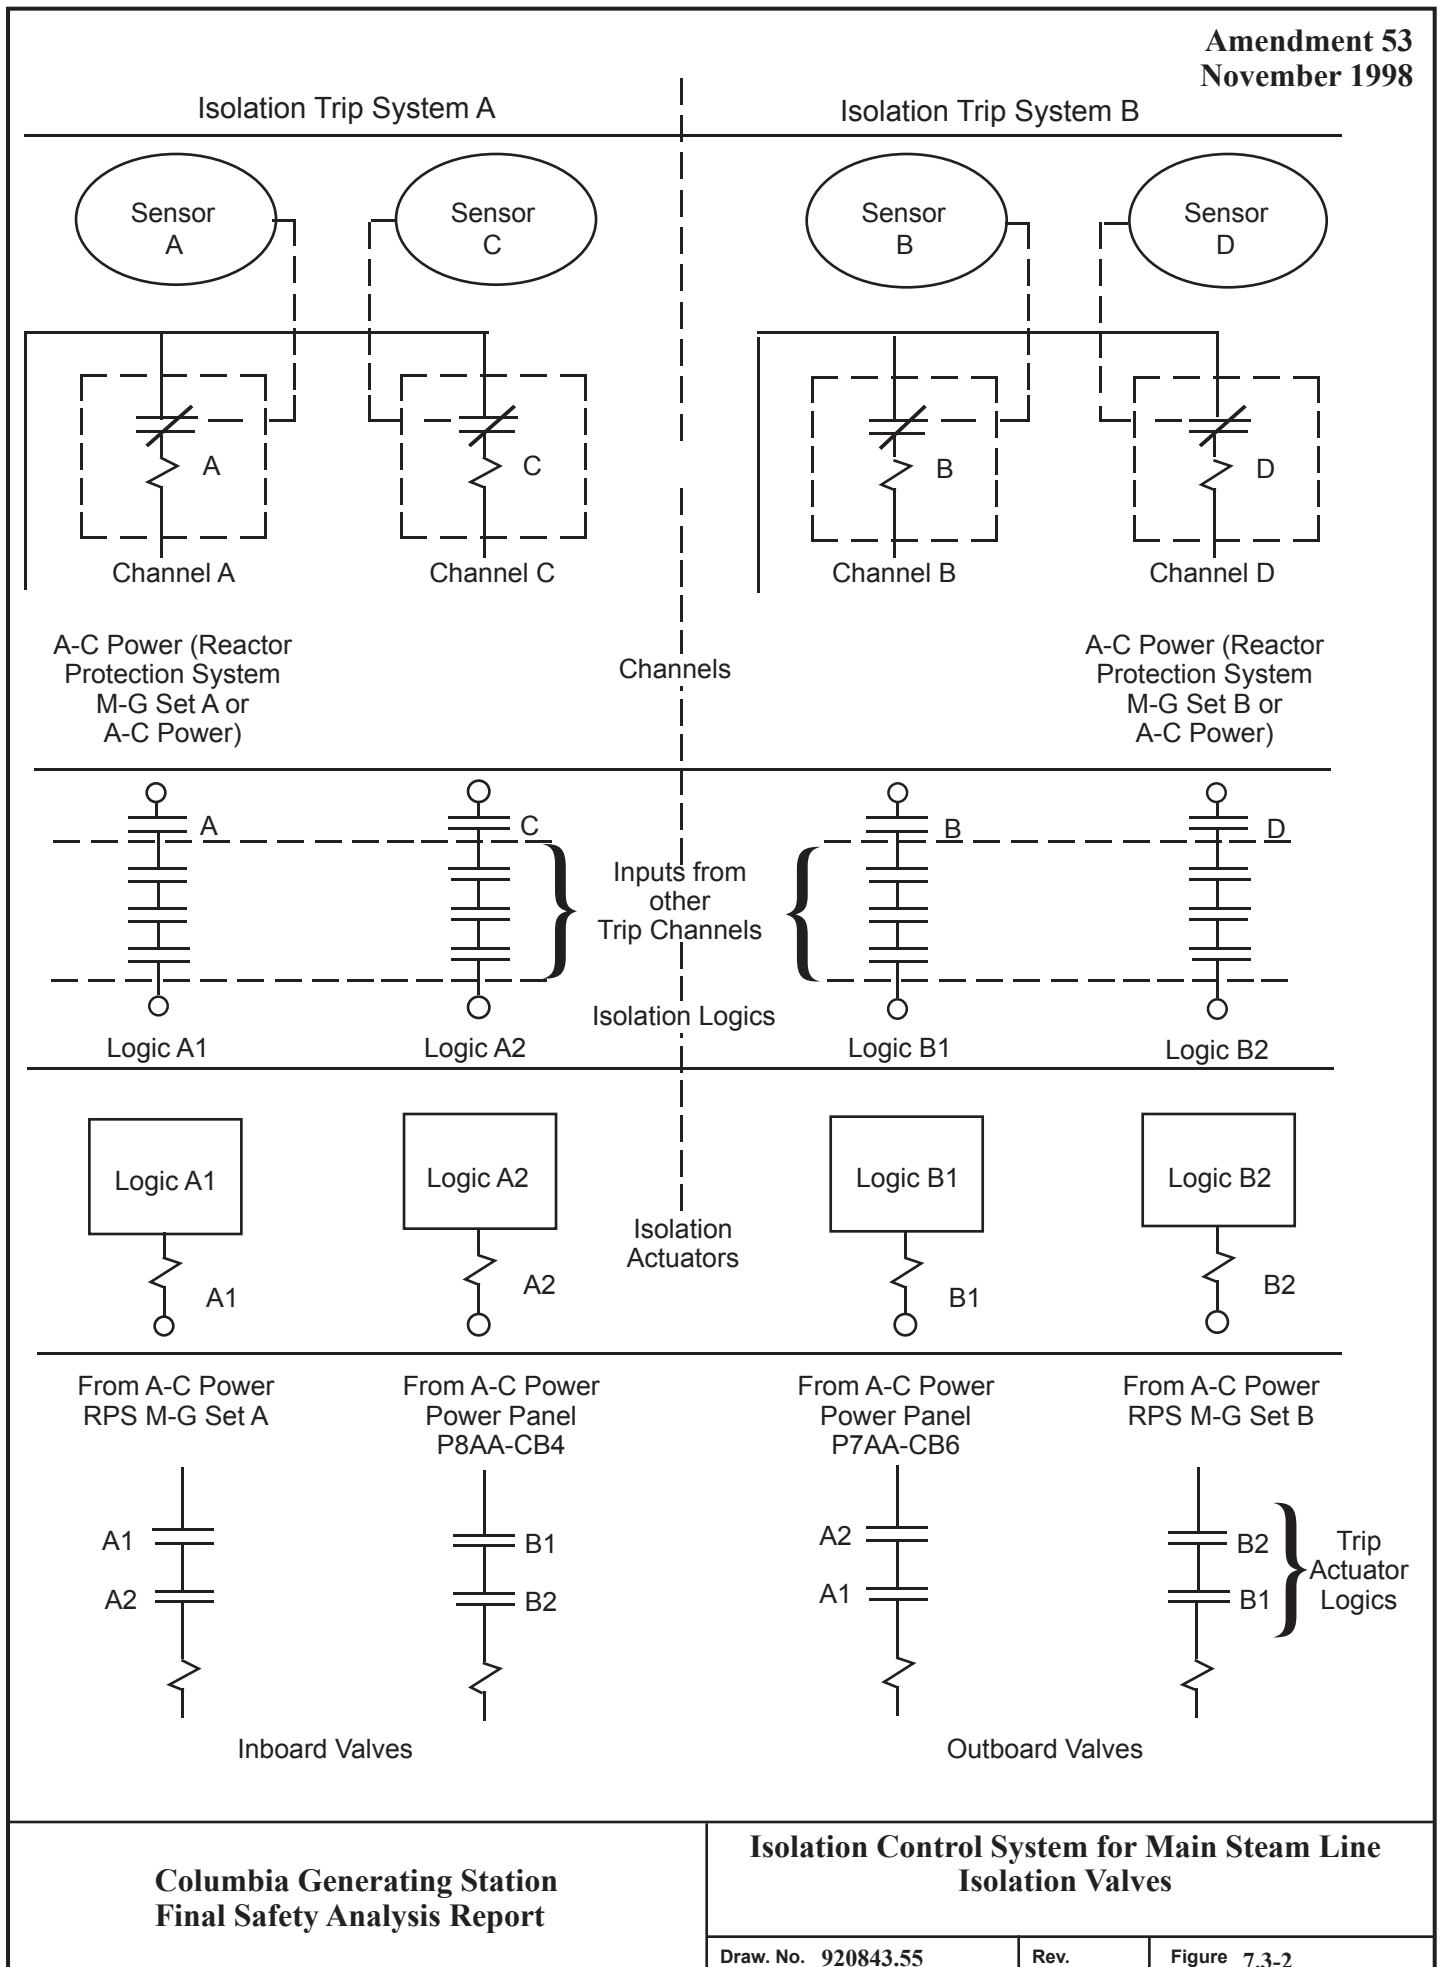 Amendment 53
November 1998
Isolation Trip System A
Isolation Trip System B
Sensor
A
Sensor
C
Sensor
B
Sensor
D
A
C
B
D
Channel A
Channel C
Channel B
Channel D
A-C Power (Reactor
Protection System
M-G Set A or
A-C Power)
Channels
A-C Power (Reactor
Protection System
M-G Set B or
A-C Power)
A
C
B
D
Inputs from
other
Trip Channels
Isolation Logics
Logic A1
Logic A2
Logic B1
Logic B2
Logic A1
Logic A2
Logic B1
Logic B2
Isolation
Actuators
A1
A2
B1
B2
From A-C Power
RPS M-G Set A
From A-C Power
Power Panel
P8AA-CB4
From A-C Power
Power Panel
P7AA-CB6
From A-C Power
RPS M-G Set B
A1
A2
B1
B2
A2
A1
B2
B1
Trip
Actuator
Logics
Inboard Valves
Outboard Valves
Columbia Generating Station
Final Safety Analysis Report
Isolation Control System for Main Steam Line
Isolation Valves
Draw. No. 920843.55
Rev.
Figure 7.3-2